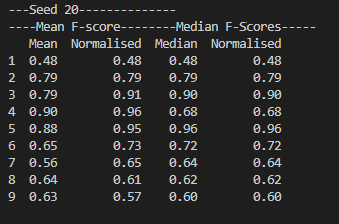 ---Seed 20--------------
----Mean F-score--------Median F-Scores-----
Mean Normalised Median Normalised
1 0.48 0.48 0.48 0.48
2 0.79 0.79 0.79 0.79
3 0.79 0.91 0.90 0.90
4 0.90 0.96 0.68 0.68
5 0.88 0.95 0.96 0.96
6 0.65 0.73 0.72 0.72
7 0.56 0.65 0.64 0.64
8 0.64 0.61 0.62 0.62
9 0.63 0.57 0.60 0.60